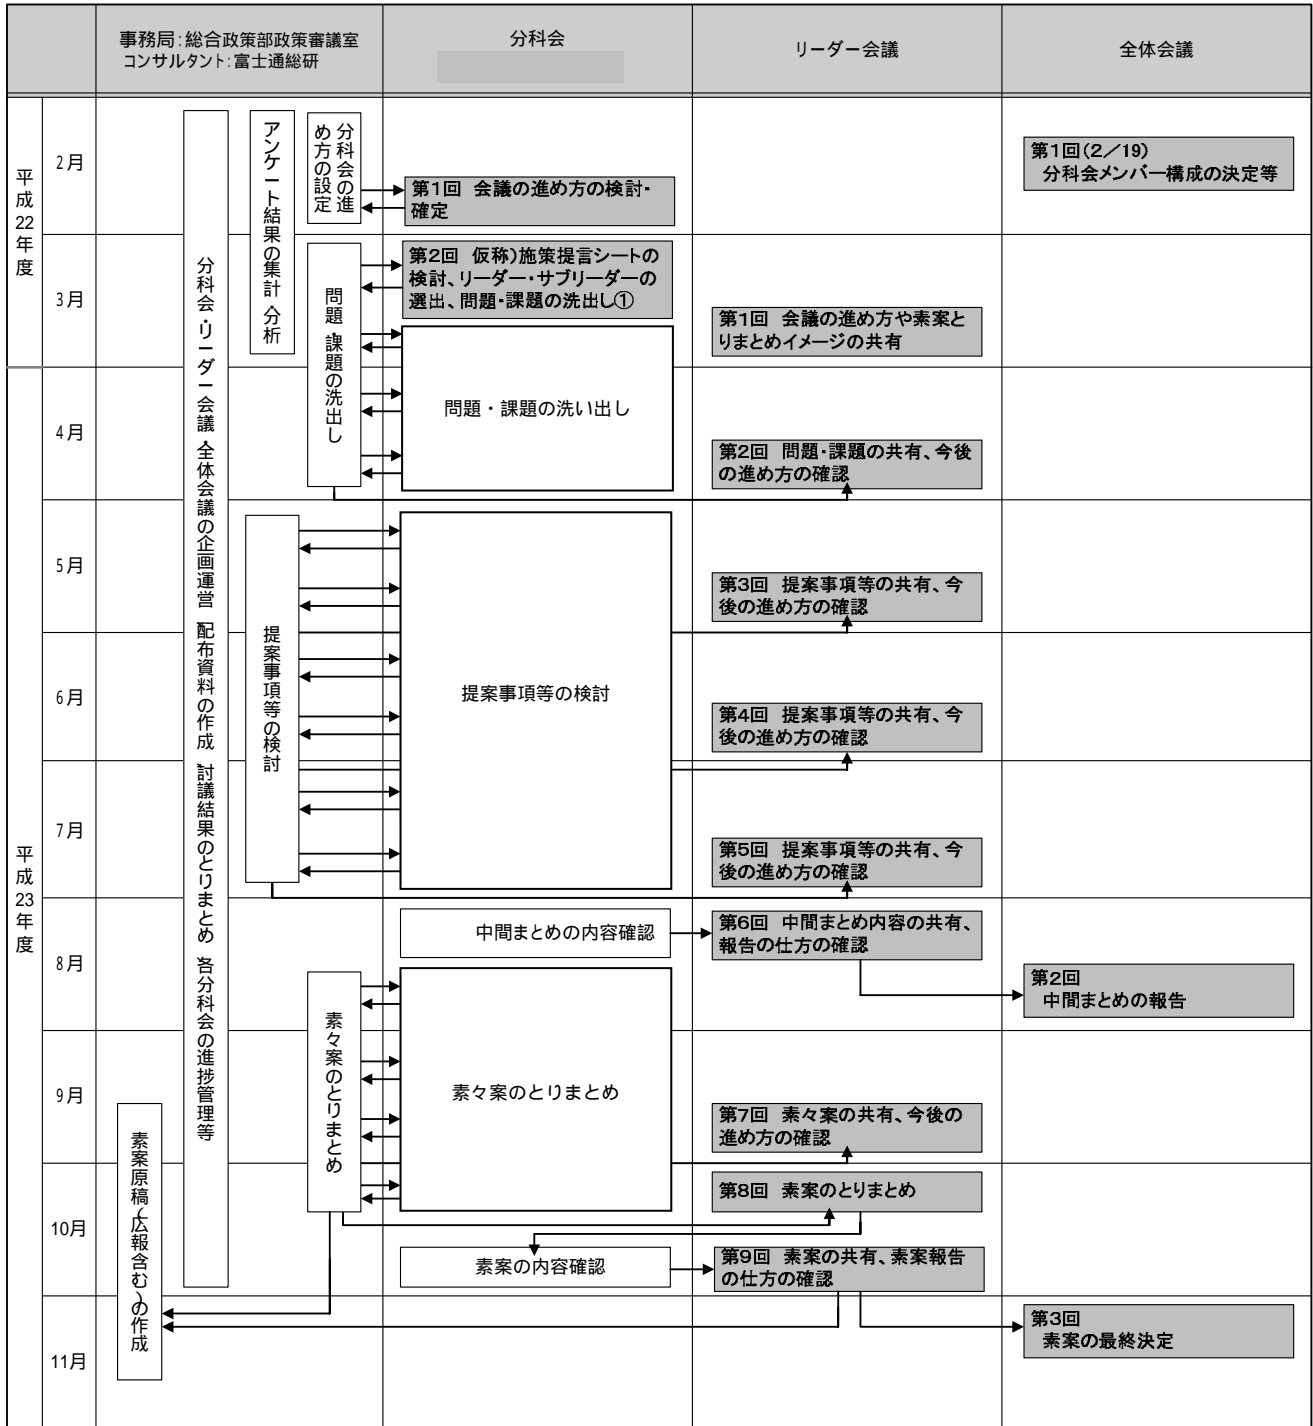 事務局：総合政策部政策審議室
コンサルタント：富士通総研
分科会
リーダー会議
全体会議
平成22年度
2月
3月
平成23年度
4月
5月
6月
7月
8月
9月
10月
11月
分科会・リーダー会議・全体会議の企画運営、配布資料の作成、討議結果のとりまとめ、各分科会の進捗管理等
アンケート結果の集計・分析
分科会の進
め方の設定
問題・課題の洗出し
提案事項等の検討
素々案のとりまとめ
素案原稿（広報含む）の作成
第1回 会議の進め方の検討・
確定
第2回 仮称）施策提言シートの
検討、リーダー・サブリーダーの
選出、問題・課題の洗出し①
問題・課題の洗い出し
提案事項等の検討
中間まとめの内容確認
素々案のとりまとめ
素案の内容確認
第1回 会議の進め方や素案と
りまとめイメージの共有
第2回 問題・課題の共有、今後
の進め方の確認
第3回 提案事項等の共有、今
後の進め方の確認
第4回 提案事項等の共有、今
後の進め方の確認
第5回 提案事項等の共有、今
後の進め方の確認
第6回 中間まとめ内容の共有、
報告の仕方の確認
第7回 素々案の共有、今後の
進め方の確認
第8回 素案のとりまとめ
第9回 素案の共有、素案報告
の仕方の確認
第1回（2／19）
分科会メンバー構成の決定等
第2回
中間まとめの報告
第3回
素案の最終決定